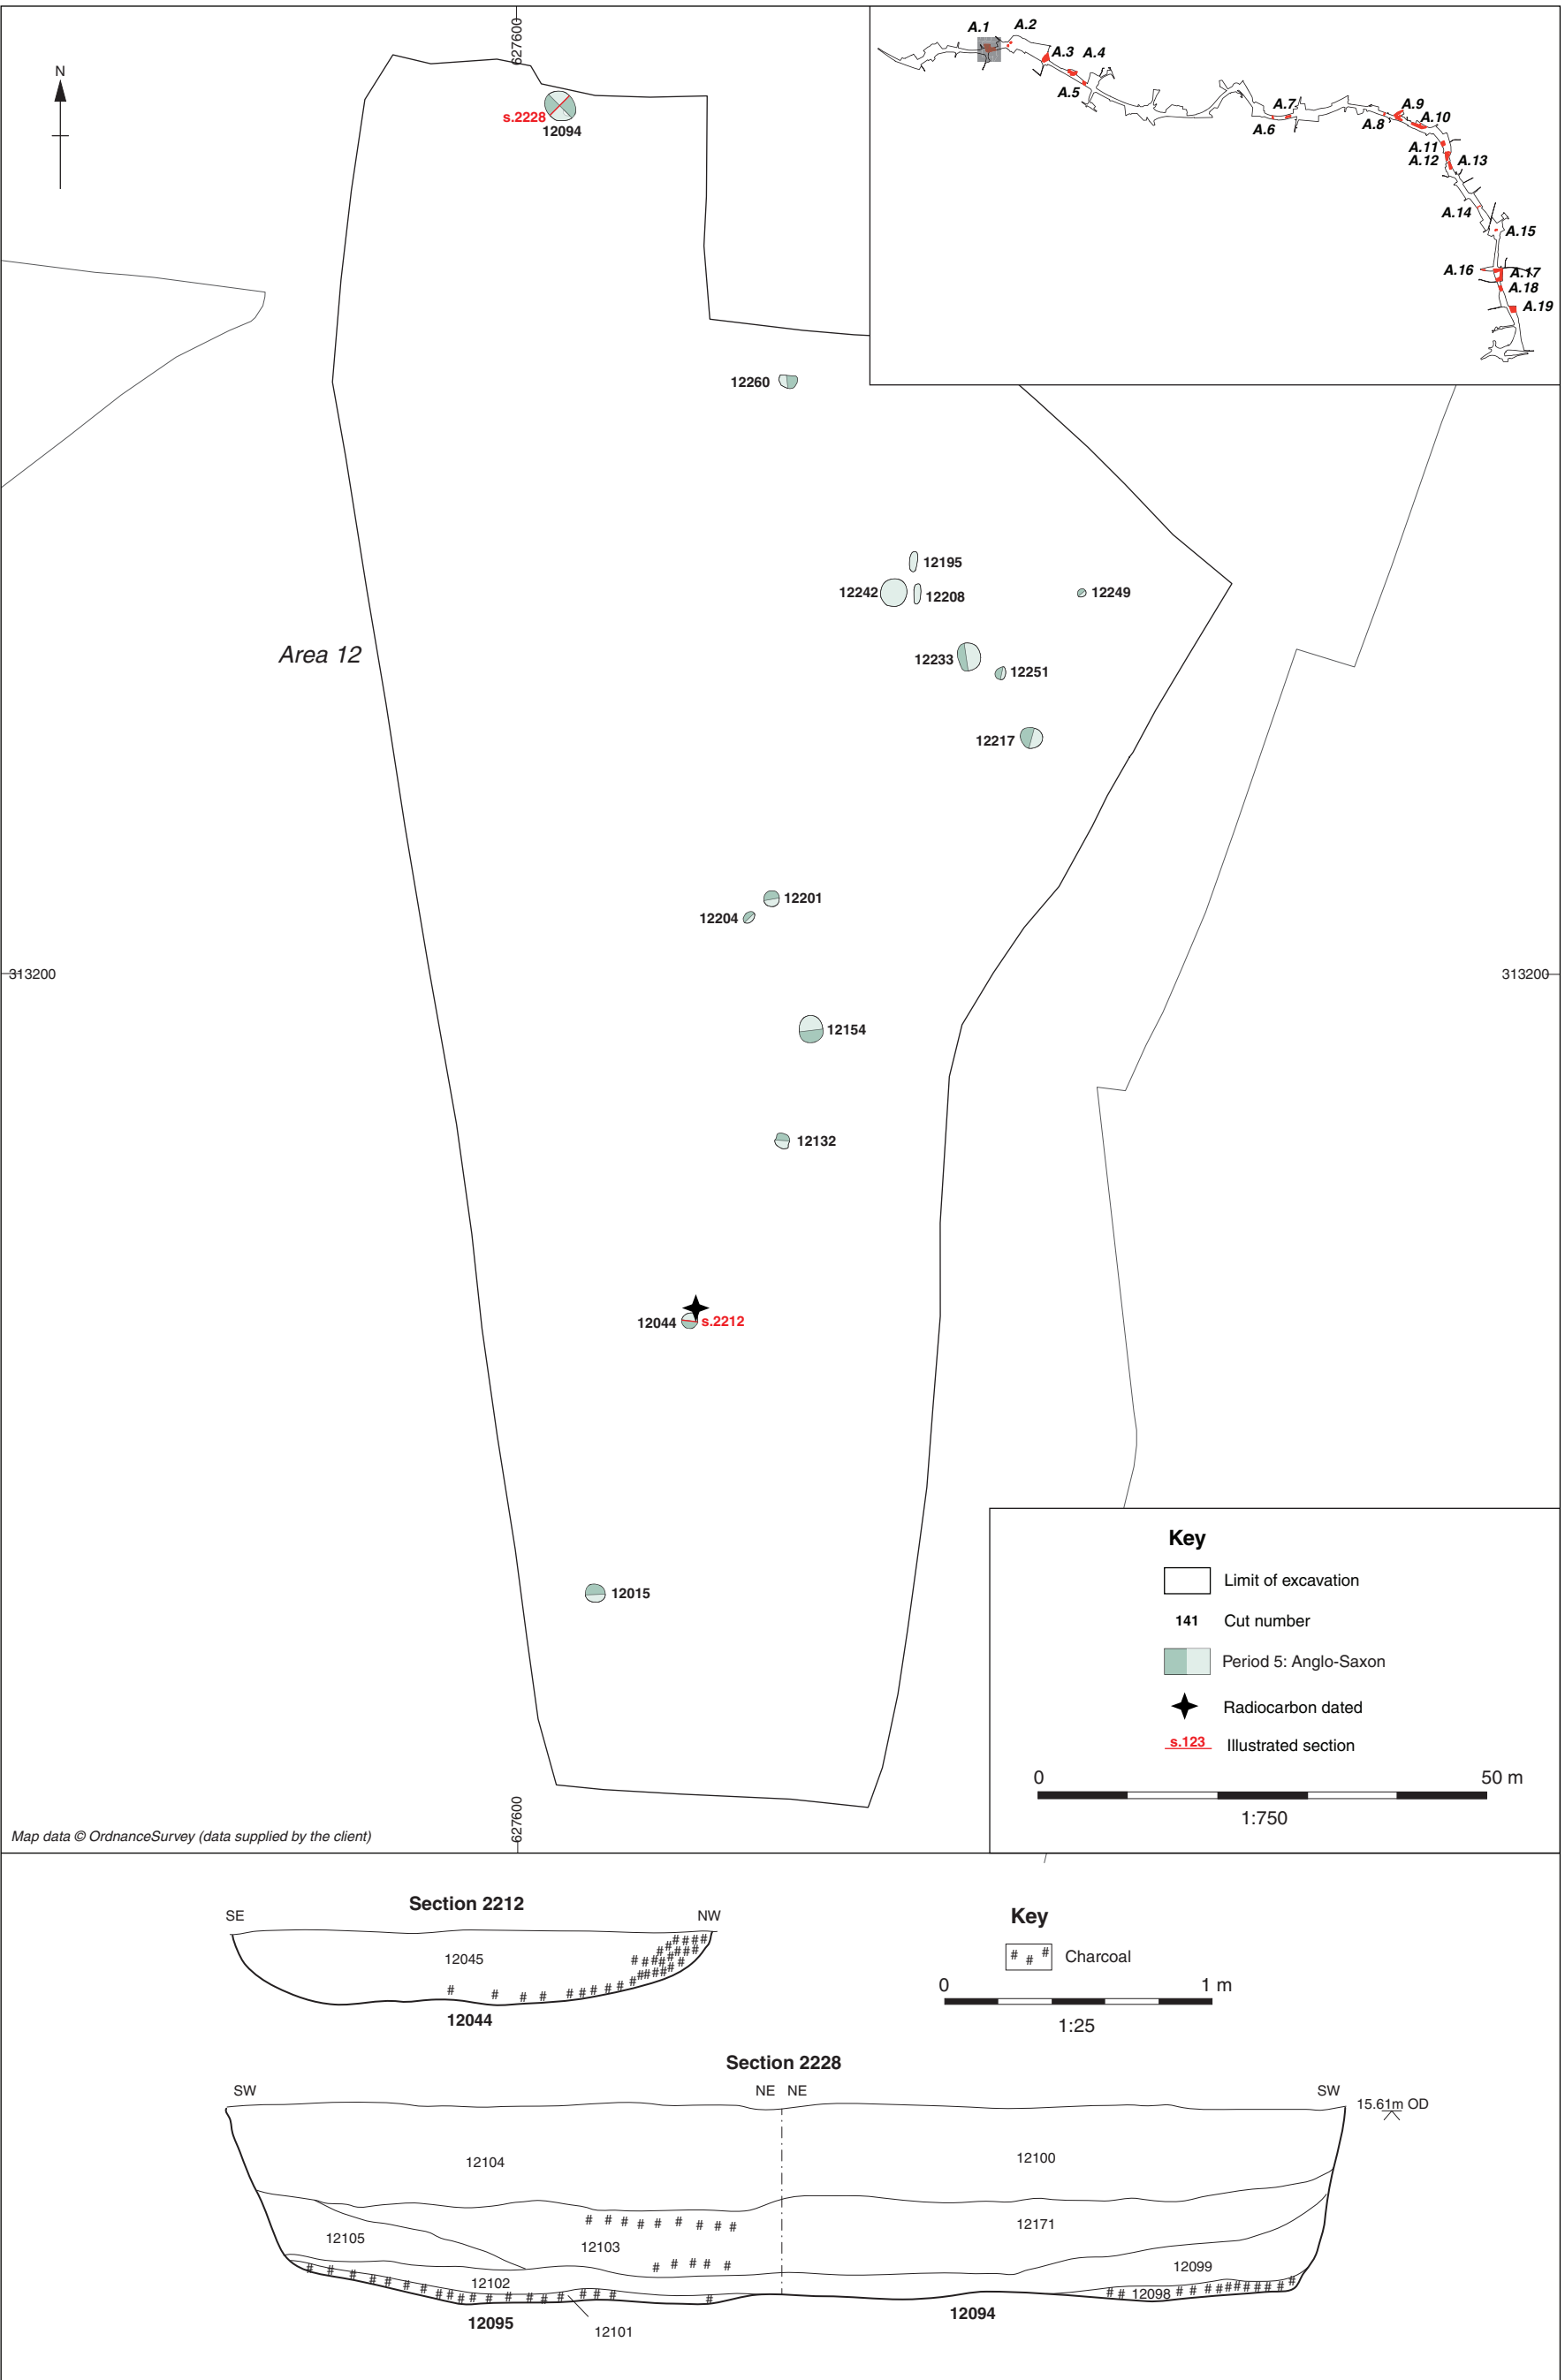 627600
N
A.1
A.2
A.3
A.4
A.5
A.6
A.7
A.8
A.9
A.10
A.11
A.12
A.13
A.14
A.15
A.16
A.17
A.18
A.19
s.2228
12094
12260
12195
12242
12208
12249
Area 12
12233
12251
12217
12201
12204
313200
313200
12154
12132
12044
s.2212
12015
Key
Limit of excavation
141 Cut number
Period 5: Anglo-Saxon
Radiocarbon dated
s.123 Illustrated section
0 50 m
1:750
627600
Map data © OrdnanceSurvey (data supplied by the client)
Section 2212
SE NW
12045
12044
Key
# # # Charcoal
0 1 m
1:25
Section 2228
SW NE NE SW
15.61m OD
12104
12100
12105
12103
12171
12099
12102
12098
12095
12101
12094